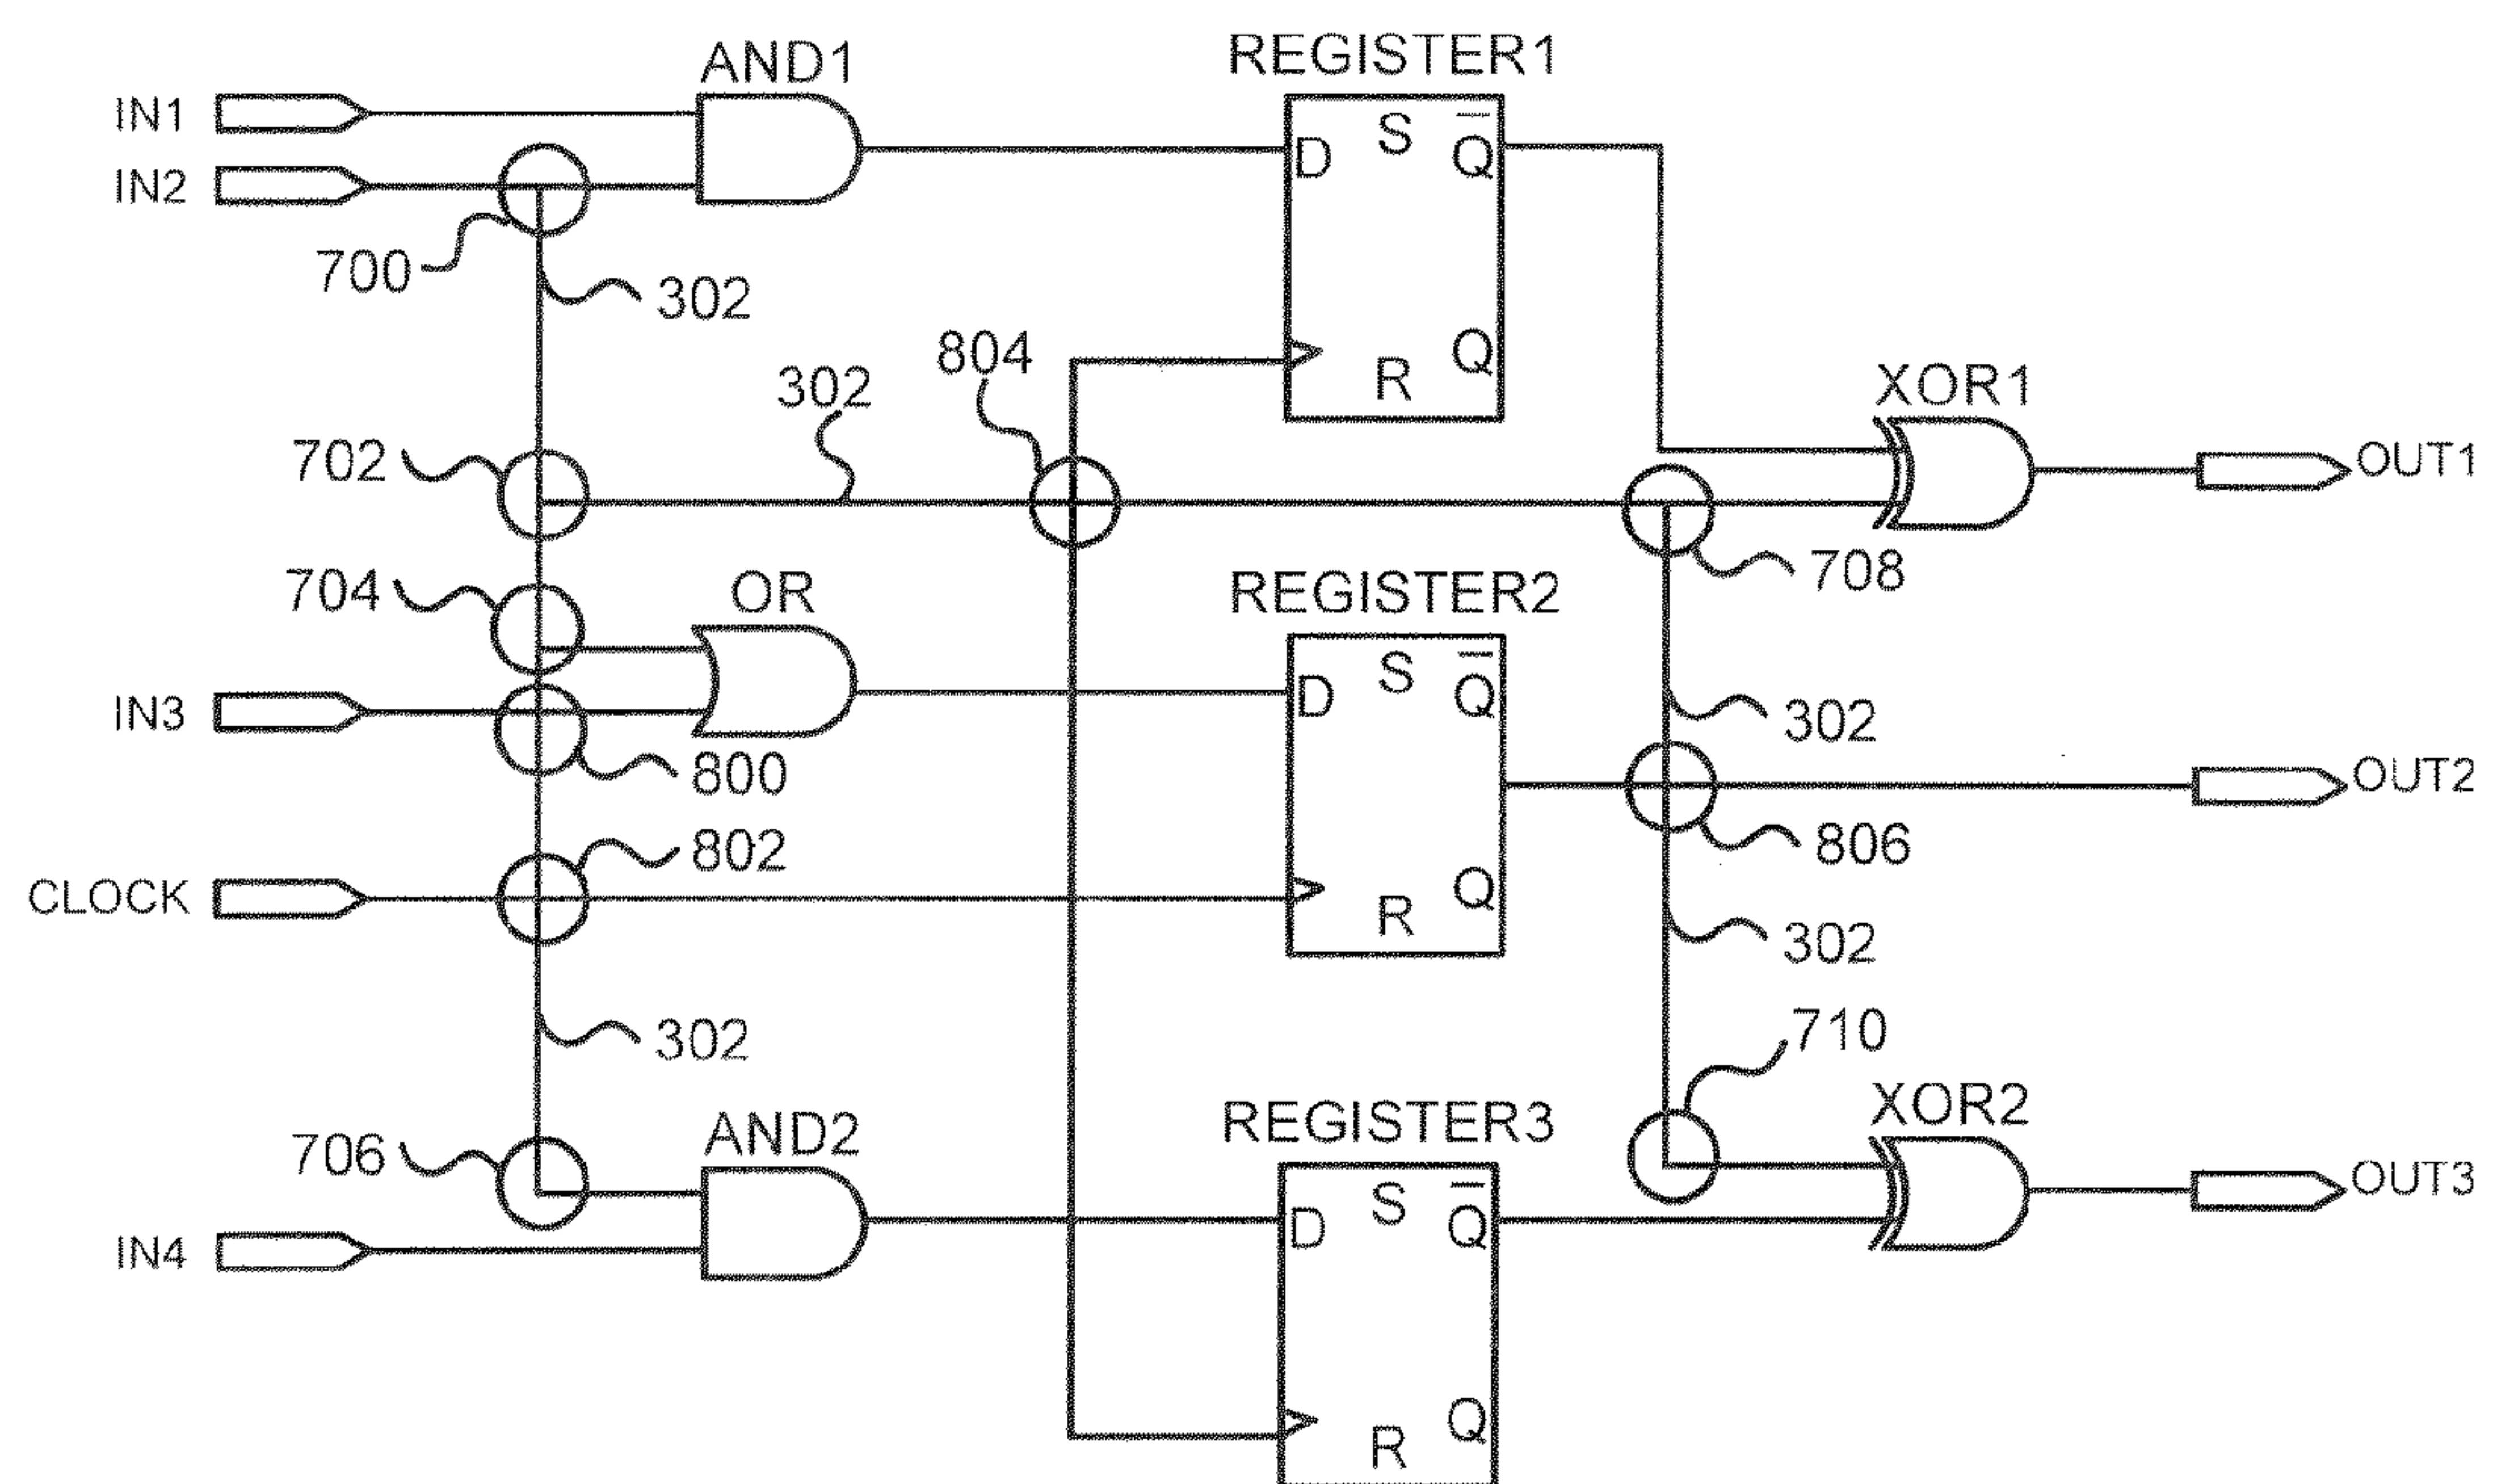 AND1
REGISTER1
IN1
IN2
D
S
Q
700
302
804
302
R
Q
XOR1
702
OUT1
704
OR
REGISTER2
708
IN3
D
S
Q
302
800
OUT2
802
806
CLOCK
R
Q
302
302
710
706
AND2
REGISTER3
XOR2
OUT3
IN4
D
S
Q
R
Q